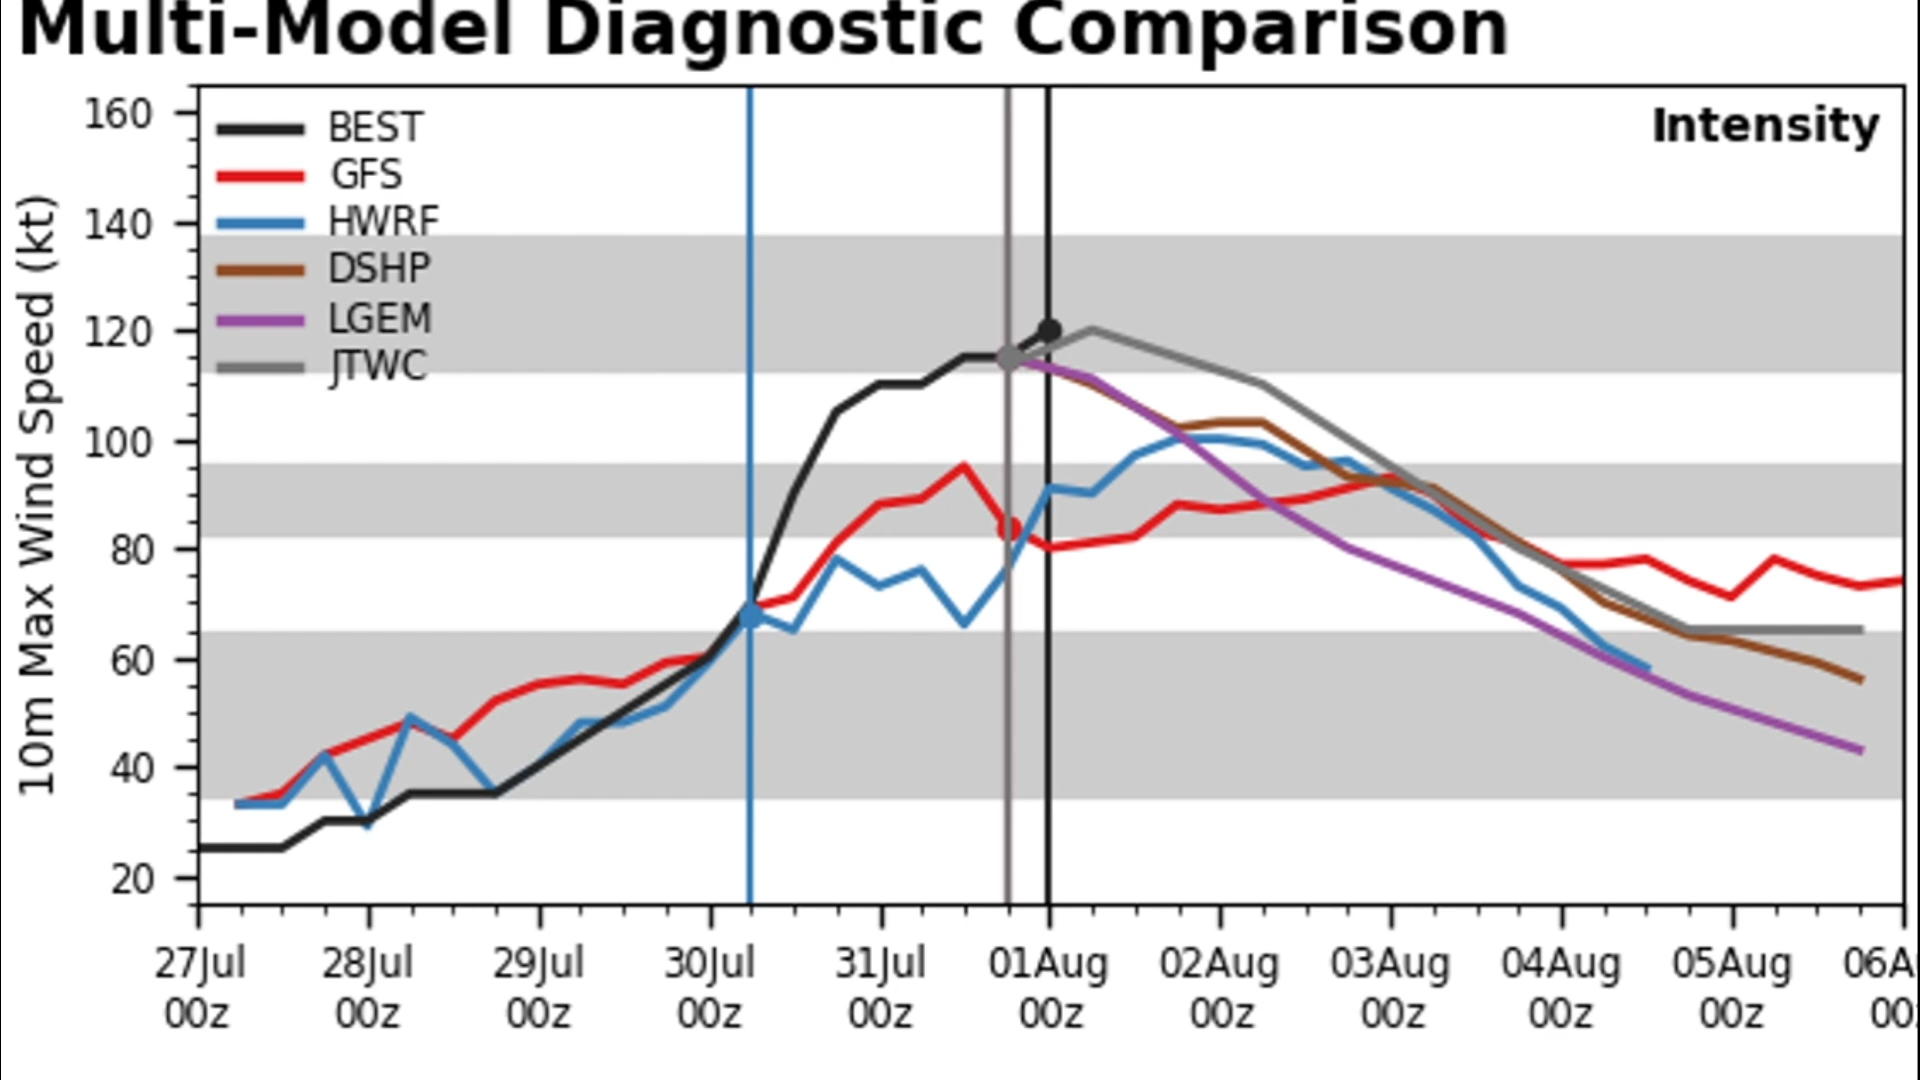 Multi-Model Diagnostic Comparison
Intensity
10m Max Wind Speed (kt)
160
140
120
100
80
60
40
20
BEST
GFS
HWRF
DSHP
LGEM
JTWC
27Jul 28Jul 29Jul 30Jul 31Jul 01Aug 02Aug 03Aug 04Aug 05Aug 06A
00z 00z 00z 00z 00z 00z 00z 00z 00z 00z 00